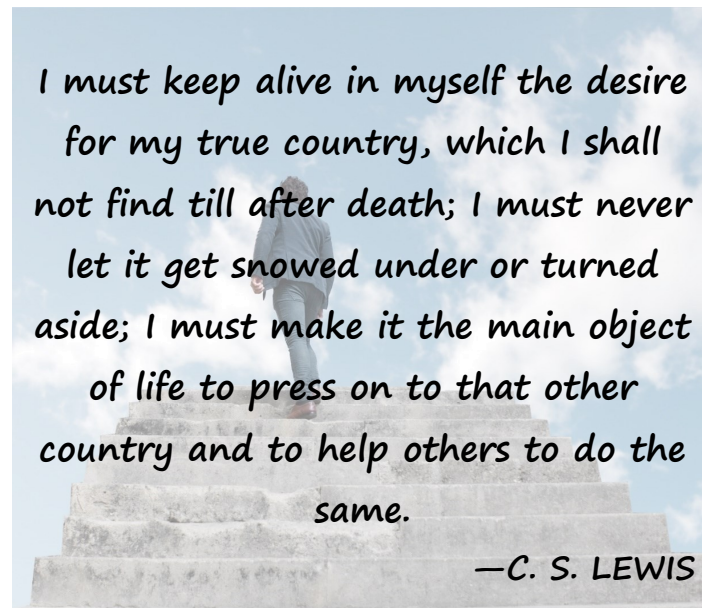 I must keep alive in myself the desire
for my true country, which I shall
not find till after death; I must never
let it get snowed under or turned
aside; I must make it the main object
of life to press on to that other
country and to help others to do the
same.
—C. S. LEWIS